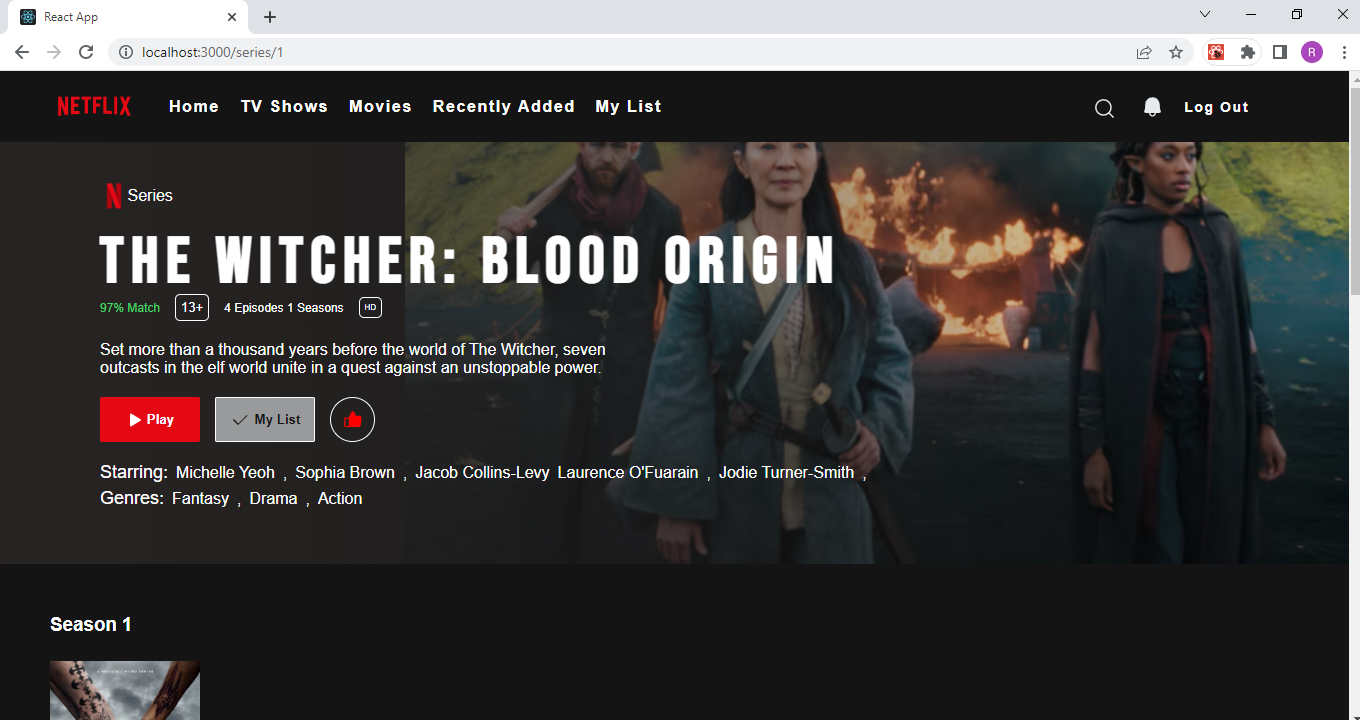 React App
localhost:3000/series/1
R
NETFLIX Home TV Shows Movies Recently Added My List Log Out
N Series
THE WITCHER: BLOOD ORIGIN
97% Match 13+ 4 Episodes 1 Seasons HD
Set more than a thousand years before the world of The Witcher, seven
outcasts in the elf world unite in a quest against an unstoppable power.
Play My List
Starring: Michelle Yeoh , Sophia Brown , Jacob Collins-Levy Laurence O'Fuarain , Jodie Turner-Smith ,
Genres: Fantasy , Drama , Action
Season 1